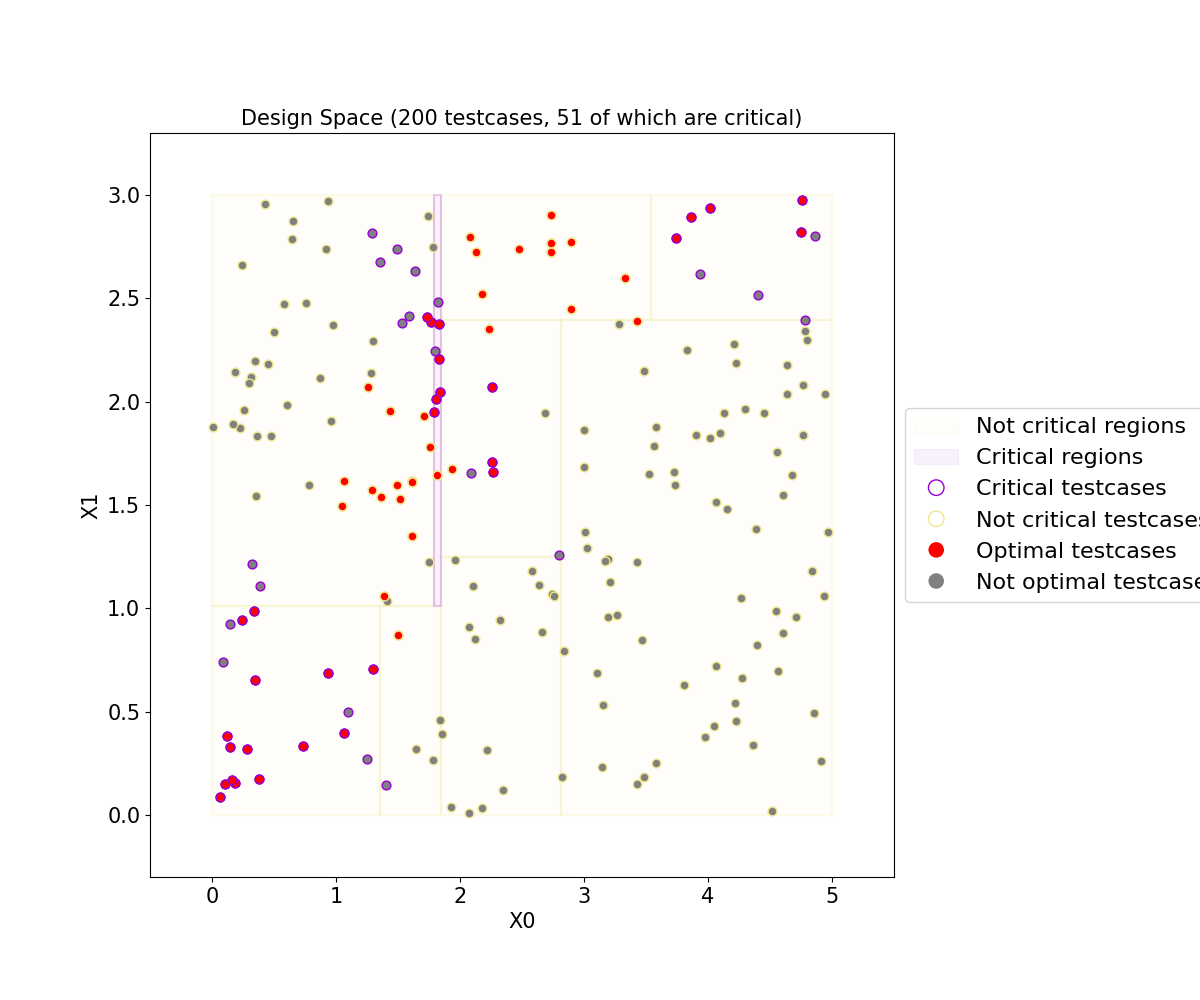 Design Space (200 testcases, 51 of which are critical)
3.0
2.5
2.0
1.5
1.0
0.5
0.0
X1
0 1 2 3 4 5
X0
Not critical regions
Critical regions
Critical testcases
Not critical testcases
Optimal testcases
Not optimal testcase